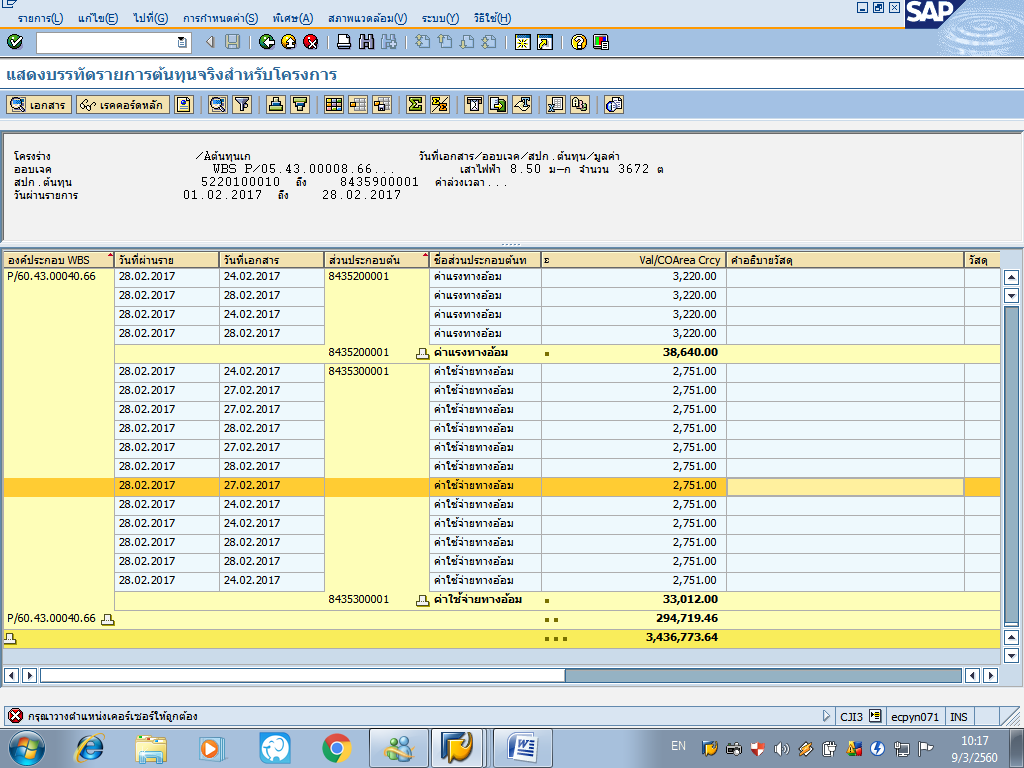 รายการ(L) แก้ไข(E) ไปที่(G) การกำหนดค่า(S) พิเศษ(A) สภาพแวดล้อม(V) ระบบ(Y) วิธีใช้(H)
SAP
แสดงบรรทัดรายการต้นทุนจริงสำหรับโครงการ
เอกสาร เรคคอร์ดหลัก
โครงร่าง /Aต้นทุนเก วันที่เอกสาร/ออบเจค/สปก.ต้นทุน/มูลค่า
ออบเจค WBS P/05.43.00008.66... เสาไฟฟ้า 8.50 ม–ก จำนวน 3672 ต
สปก.ต้นทุน 5220100010 ถึง 8435900001 ค่าล่วงเวลา...
วันผ่านรายการ 01.02.2017 ถึง 28.02.2017
องค์ประกอบ WBS วันที่ผ่านราย วันที่เอกสาร ส่วนประกอบต้น ชื่อส่วนประกอบต้นท Σ Val/COArea Crcy คำอธิบายวัสดุ วัสดุ
P/60.43.00040.66 28.02.2017 24.02.2017 8435200001 ค่าแรงทางอ้อม 3,220.00
28.02.2017 28.02.2017 ค่าแรงทางอ้อม 3,220.00
28.02.2017 24.02.2017 ค่าแรงทางอ้อม 3,220.00
28.02.2017 28.02.2017 ค่าแรงทางอ้อม 3,220.00
8435200001 ค่าแรงทางอ้อม 38,640.00
28.02.2017 24.02.2017 8435300001 ค่าใช้จ่ายทางอ้อม 2,751.00
28.02.2017 27.02.2017 ค่าใช้จ่ายทางอ้อม 2,751.00
28.02.2017 27.02.2017 ค่าใช้จ่ายทางอ้อม 2,751.00
28.02.2017 28.02.2017 ค่าใช้จ่ายทางอ้อม 2,751.00
28.02.2017 27.02.2017 ค่าใช้จ่ายทางอ้อม 2,751.00
28.02.2017 28.02.2017 ค่าใช้จ่ายทางอ้อม 2,751.00
28.02.2017 27.02.2017 ค่าใช้จ่ายทางอ้อม 2,751.00
28.02.2017 24.02.2017 ค่าใช้จ่ายทางอ้อม 2,751.00
28.02.2017 24.02.2017 ค่าใช้จ่ายทางอ้อม 2,751.00
28.02.2017 28.02.2017 ค่าใช้จ่ายทางอ้อม 2,751.00
28.02.2017 28.02.2017 ค่าใช้จ่ายทางอ้อม 2,751.00
28.02.2017 24.02.2017 ค่าใช้จ่ายทางอ้อม 2,751.00
8435300001 ค่าใช้จ่ายทางอ้อม 33,012.00
P/60.43.00040.66 294,719.46
3,436,773.64
กรุณาวางตำแหน่งเคอร์เซอร์ให้ถูกต้อง CJI3 ecpyn071 INS
EN 10:17
9/3/2560